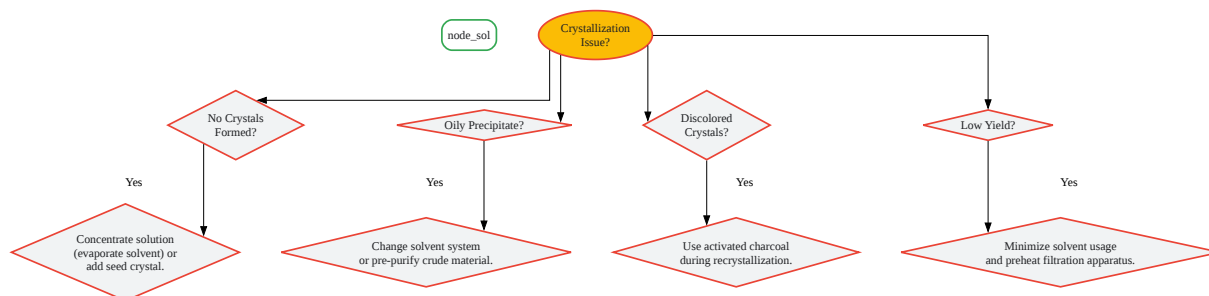 node_sol
Crystallization
Issue?
No Crystals
Formed?
Oily Precipitate?
Discolored
Crystals?
Low Yield?
Yes
Yes
Yes
Yes
Concentrate solution
(evaporate solvent) or
add seed crystal.
Change solvent system
or pre-purify crude material.
Use activated charcoal
during recrystallization.
Minimize solvent usage
and preheat filtration apparatus.